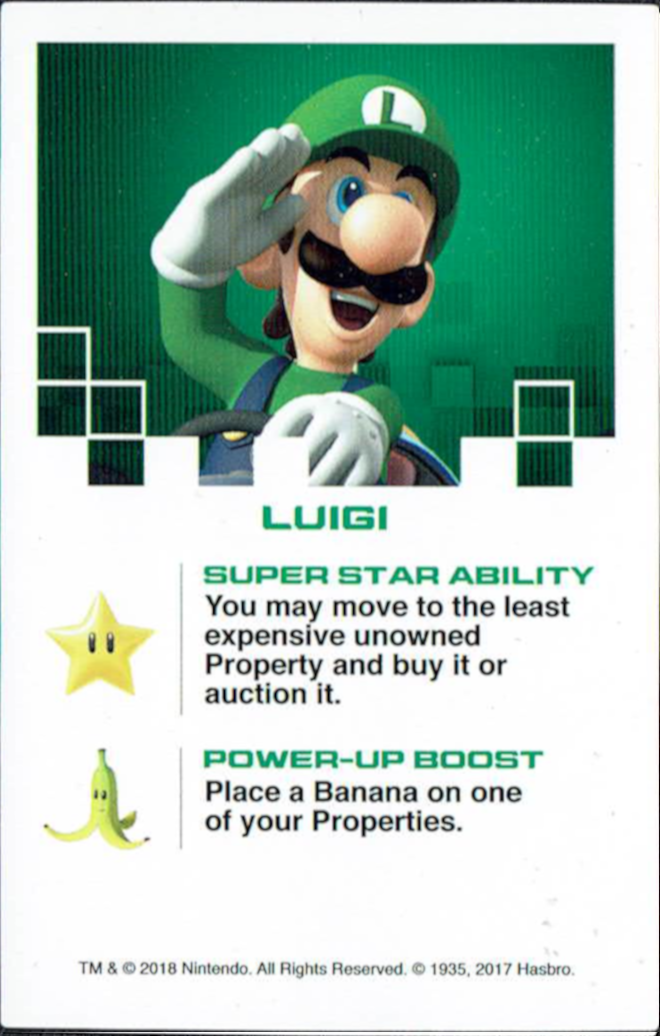 L
LUIGI
SUPER STAR ABILITY
You may move to the least
expensive unowned
Property and buy it or
auction it.
POWER-UP BOOST
Place a Banana on one
of your Properties.
TM & © 2018 Nintendo. All Rights Reserved. © 1935, 2017 Hasbro.